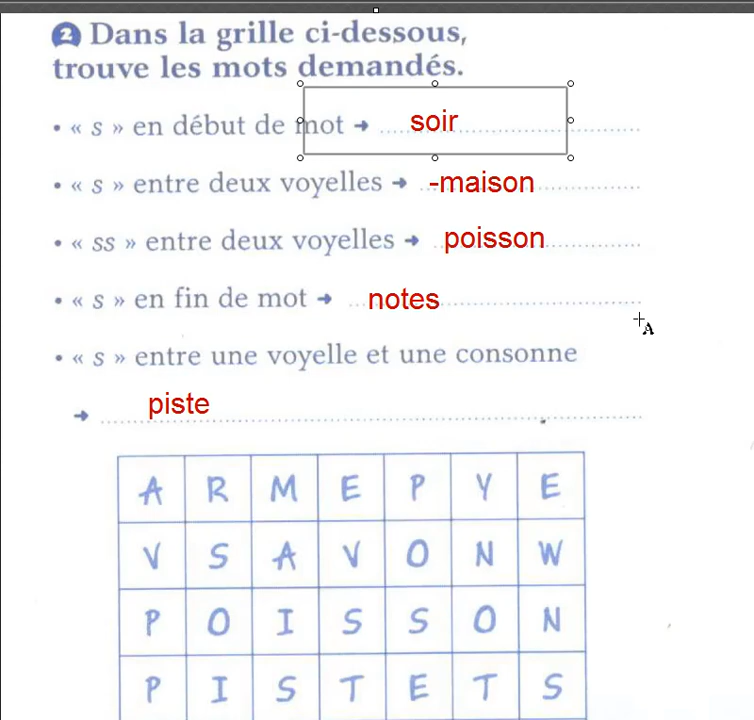 2 Dans la grille ci-dessous,
trouve les mots demandés.
• « s » en début de mot → soir
• « s » entre deux voyelles → -maison
• « ss » entre deux voyelles → poisson
• « s » en fin de mot → notes
• « s » entre une voyelle et une consonne
→ piste
A R M E P Y E
V S A V O N W
P O I S S O N
P I S T E T S
A